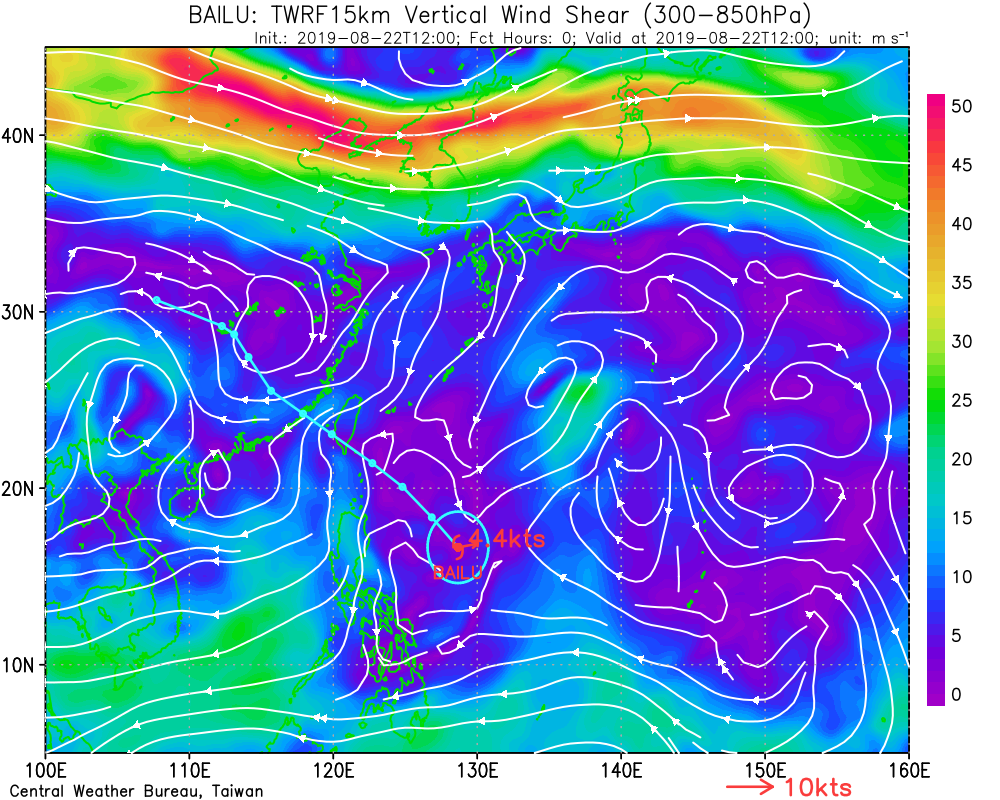 BAILU: TWRF15km Vertical Wind Shear (300−850hPa)
Init.: 2019−08−22T12:00; Fct Hours: 0; Valid at 2019−08−22T12:00; unit: m s⁻¹
50
45
40
35
30
25
20
15
10
5
0
40N
30N
20N
10N
4.4kts
BAILU
100E 110E 120E 130E 140E 150E 160E
Central Weather Bureau, Taiwan
10kts